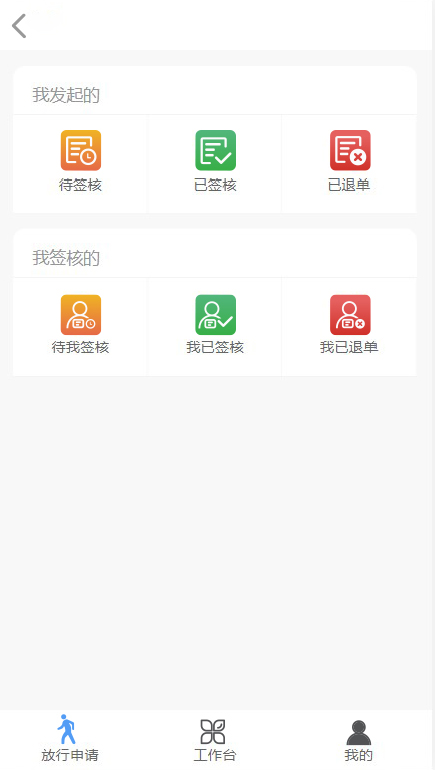 我发起的
待签核 已签核 已退单
我签核的
待我签核 我已签核 我已退单
放行申请 工作台 我的